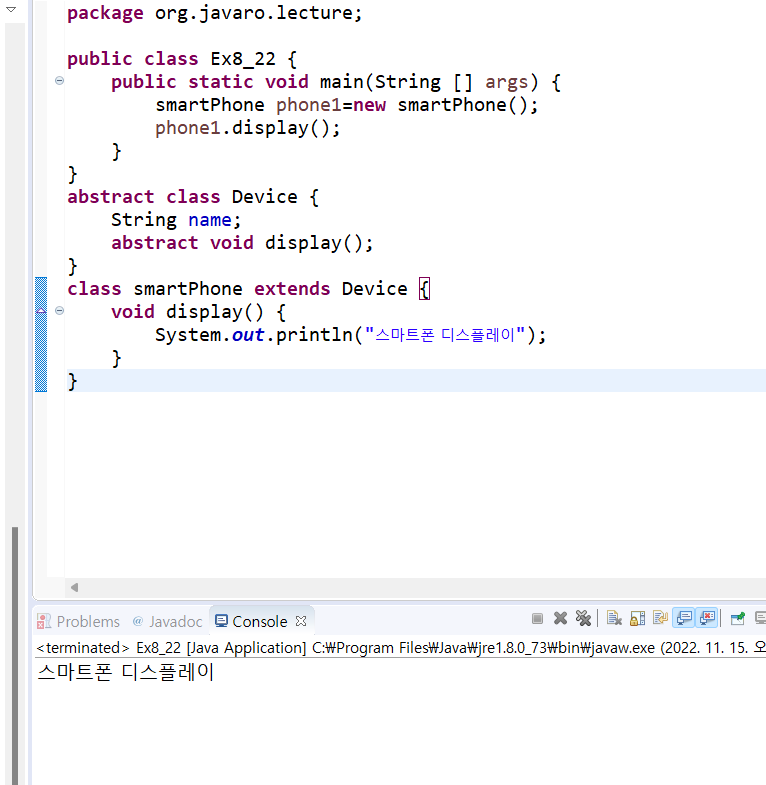 package org.javaro.lecture;
public class Ex8_22 {
public static void main(String [] args) {
smartPhone phone1=new smartPhone();
phone1.display();
}
}
abstract class Device {
String name;
abstract void display();
}
class smartPhone extends Device {
void display() {
System.out.println("스마트폰 디스플레이");
}
}
Problems @ Javadoc Console
<terminated> Ex8_22 [Java Application] C:₩Program Files₩Java₩jre1.8.0_73₩bin₩javaw.exe (2022. 11. 15. 오
스마트폰 디스플레이